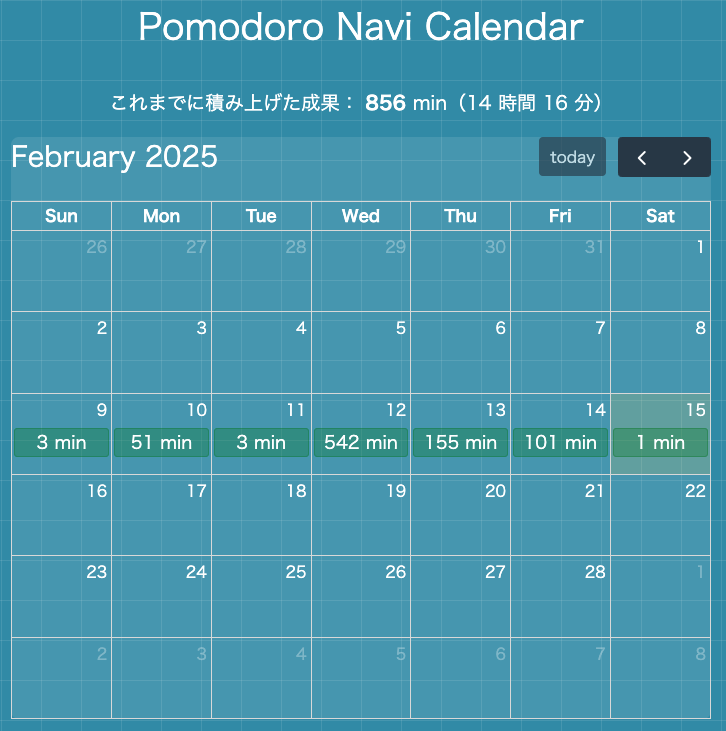 Pomodoro Navi Calendar
これまでに積み上げた成果： 856 min（14 時間 16 分）
February 2025 today
Sun Mon Tue Wed Thu Fri Sat
26 27 28 29 30 31 1
2 3 4 5 6 7 8
9 10 11 12 13 14 15
3 min 51 min 3 min 542 min 155 min 101 min 1 min
16 17 18 19 20 21 22
23 24 25 26 27 28 1
2 3 4 5 6 7 8